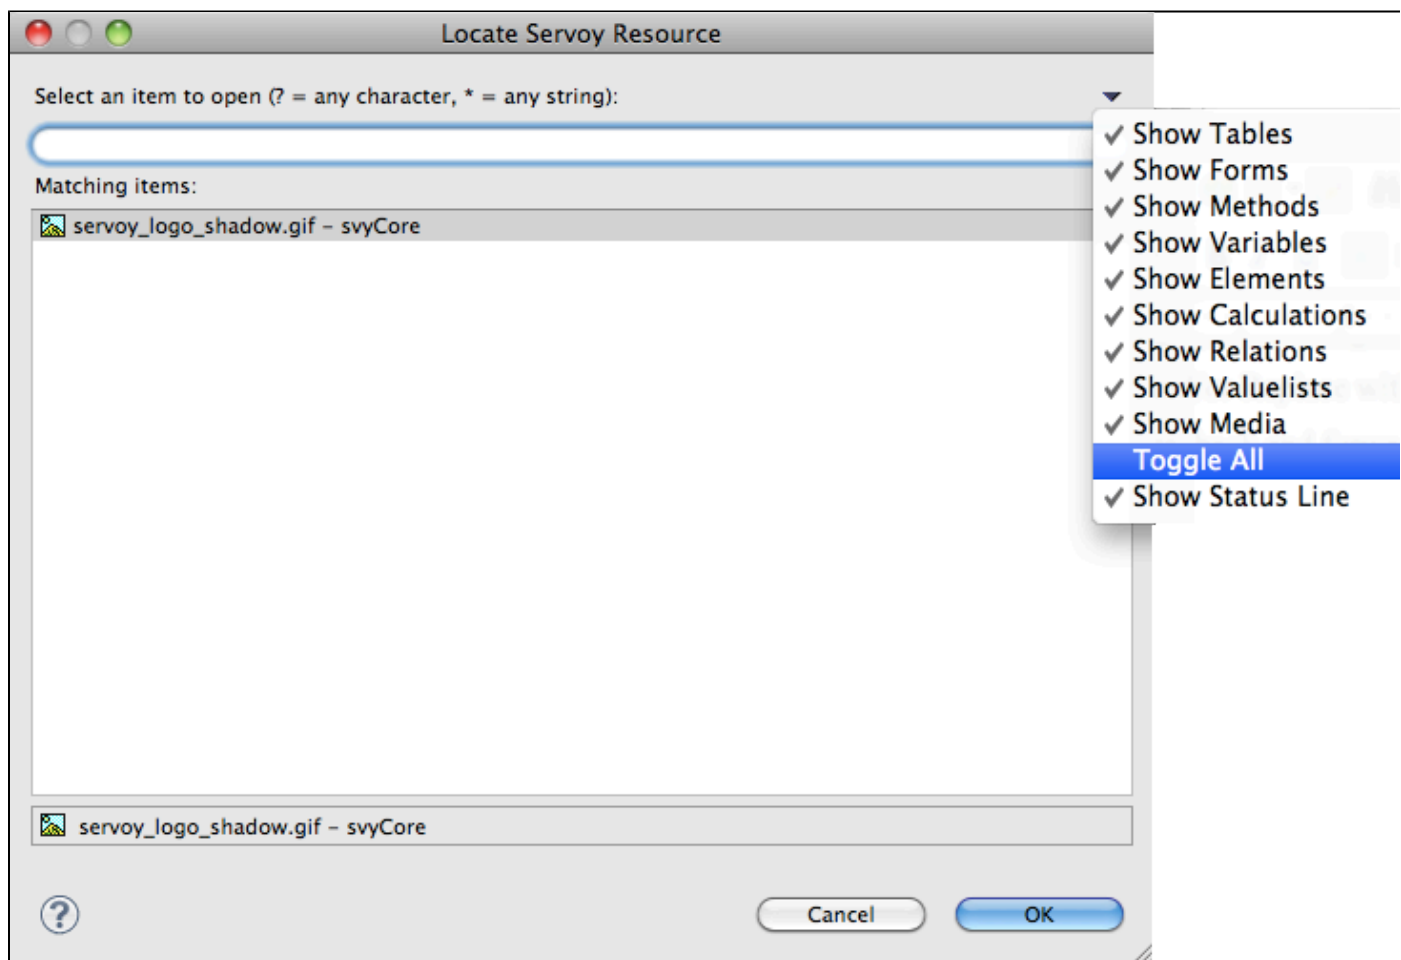 Locate Servoy Resource
Select an item to open (? = any character, * = any string):
Matching items:
servoy_logo_shadow.gif – svyCore
Show Tables
Show Forms
Show Methods
Show Variables
Show Elements
Show Calculations
Show Relations
Show Valuelists
Show Media
Toggle All
Show Status Line
servoy_logo_shadow.gif – svyCore
?
Cancel
OK